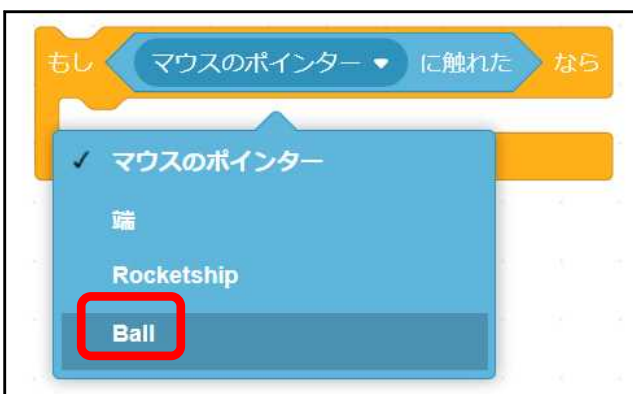 もし マウスのポインター に触れた なら
マウスのポインター
端
Rocketship
Ball